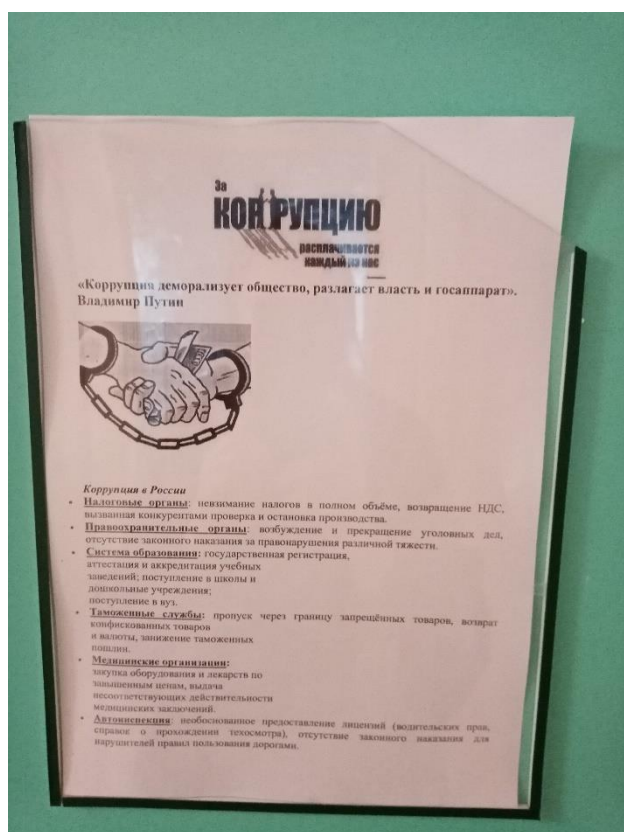 За
КОРРУПЦИЮ
расплачивается
каждый из нас
«Коррупция деморализует общество, разлагает власть и госаппарат».
Владимир Путин
Коррупция в России
• Налоговые органы: невзимание налогов в полном объёме, возвращение НДС,
вызванная конкурентами проверка и остановка производства.
• Правоохранительные органы: возбуждение и прекращение уголовных дел,
отсутствие законного наказания за правонарушения различной тяжести.
• Система образования: государственная регистрация,
аттестация и аккредитация учебных
заведений; поступление в школы и
дошкольные учреждения;
поступление в вуз.
• Таможенные службы: пропуск через границу запрещённых товаров, возврат
конфискованных товаров
и валюты, занижение таможенных
пошлин.
• Медицинские организации:
закупка оборудования и лекарств по
завышенным ценам, выдача
несоответствующих действительности
медицинских заключений.
• Автоинспекция: необоснованное предоставление лицензий (водительских прав,
справок о прохождении техосмотра), отсутствие законного наказания для
нарушителей правил пользования дорогами.